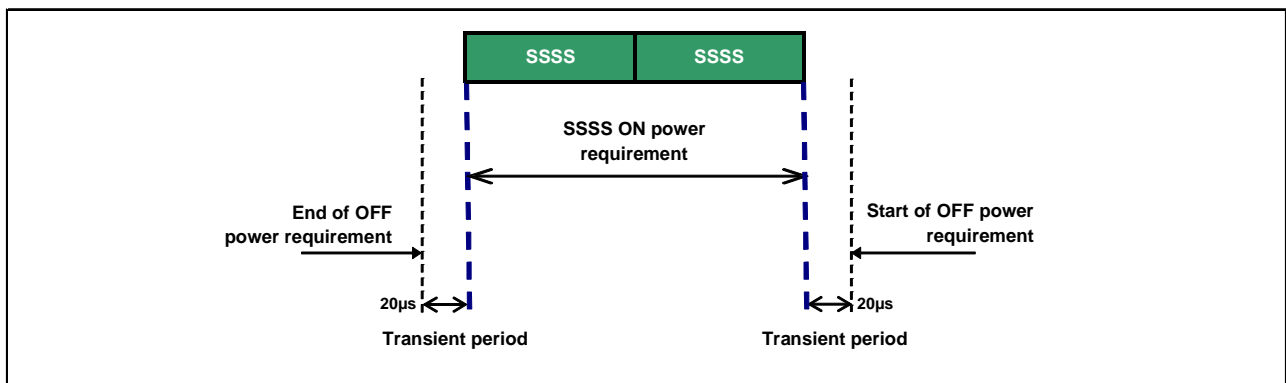 SSSS SSSS
SSSS ON power
requirement
End of OFF
power requirement
Start of OFF power
requirement
20µs
20µs
Transient period
Transient period